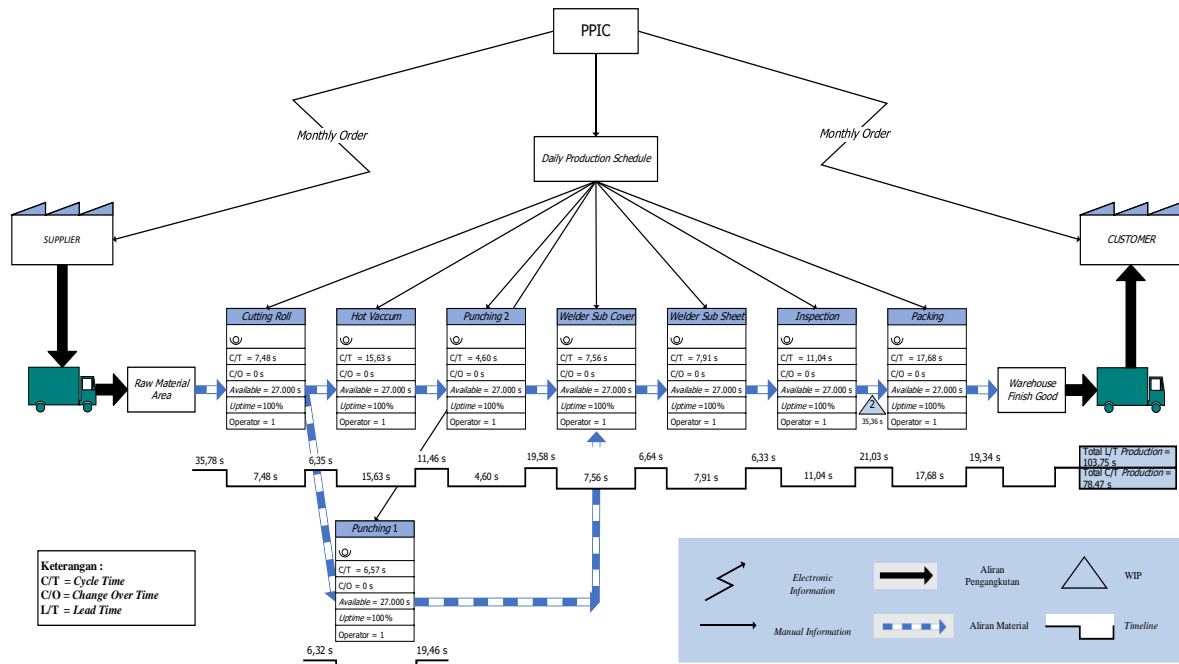 PPIC
Monthly Order
Monthly Order
Daily Production Schedule
SUPPLIER
CUSTOMER
Raw Material
Area
Cutting Roll
C/T = 7,48 s
C/O = 0 s
Available = 27.000 s
Uptime =100%
Operator = 1
Hot Vaccum
C/T = 15,63 s
C/O = 0 s
Available = 27.000 s
Uptime =100%
Operator = 1
Punching 2
C/T = 4,60 s
C/O = 0 s
Available = 27.000 s
Uptime =100%
Operator = 1
Welder Sub Cover
C/T = 7,56 s
C/O = 0 s
Available = 27.000 s
Uptime =100%
Operator = 1
Welder Sub Sheet
C/T = 7,91 s
C/O = 0 s
Available = 27.000 s
Uptime =100%
Operator = 1
Inspection
C/T = 11,04 s
C/O = 0 s
Available = 27.000 s
Uptime =100%
Operator = 1
2
35,36 s
Packing
C/T = 17,68 s
C/O = 0 s
Available = 27.000 s
Uptime =100%
Operator = 1
Warehouse
Finish Good
35,78 s
7,48 s
6,35 s
15,63 s
11,46 s
4,60 s
19,58 s
7,56 s
6,64 s
7,91 s
6,33 s
11,04 s
21,03 s
17,68 s
19,34 s
Total L/T Production =
103,75 s
Total C/T Production =
78,47 s
Punching 1
C/T = 6,57 s
C/O = 0 s
Available = 27.000 s
Uptime =100%
Operator = 1
6,32 s
19,46 s
Keterangan :
C/T = Cycle Time
C/O = Change Over Time
L/T = Lead Time
Electronic
Information
Aliran
Pengangkutan
WIP
Manual Information
Aliran Material
Timeline